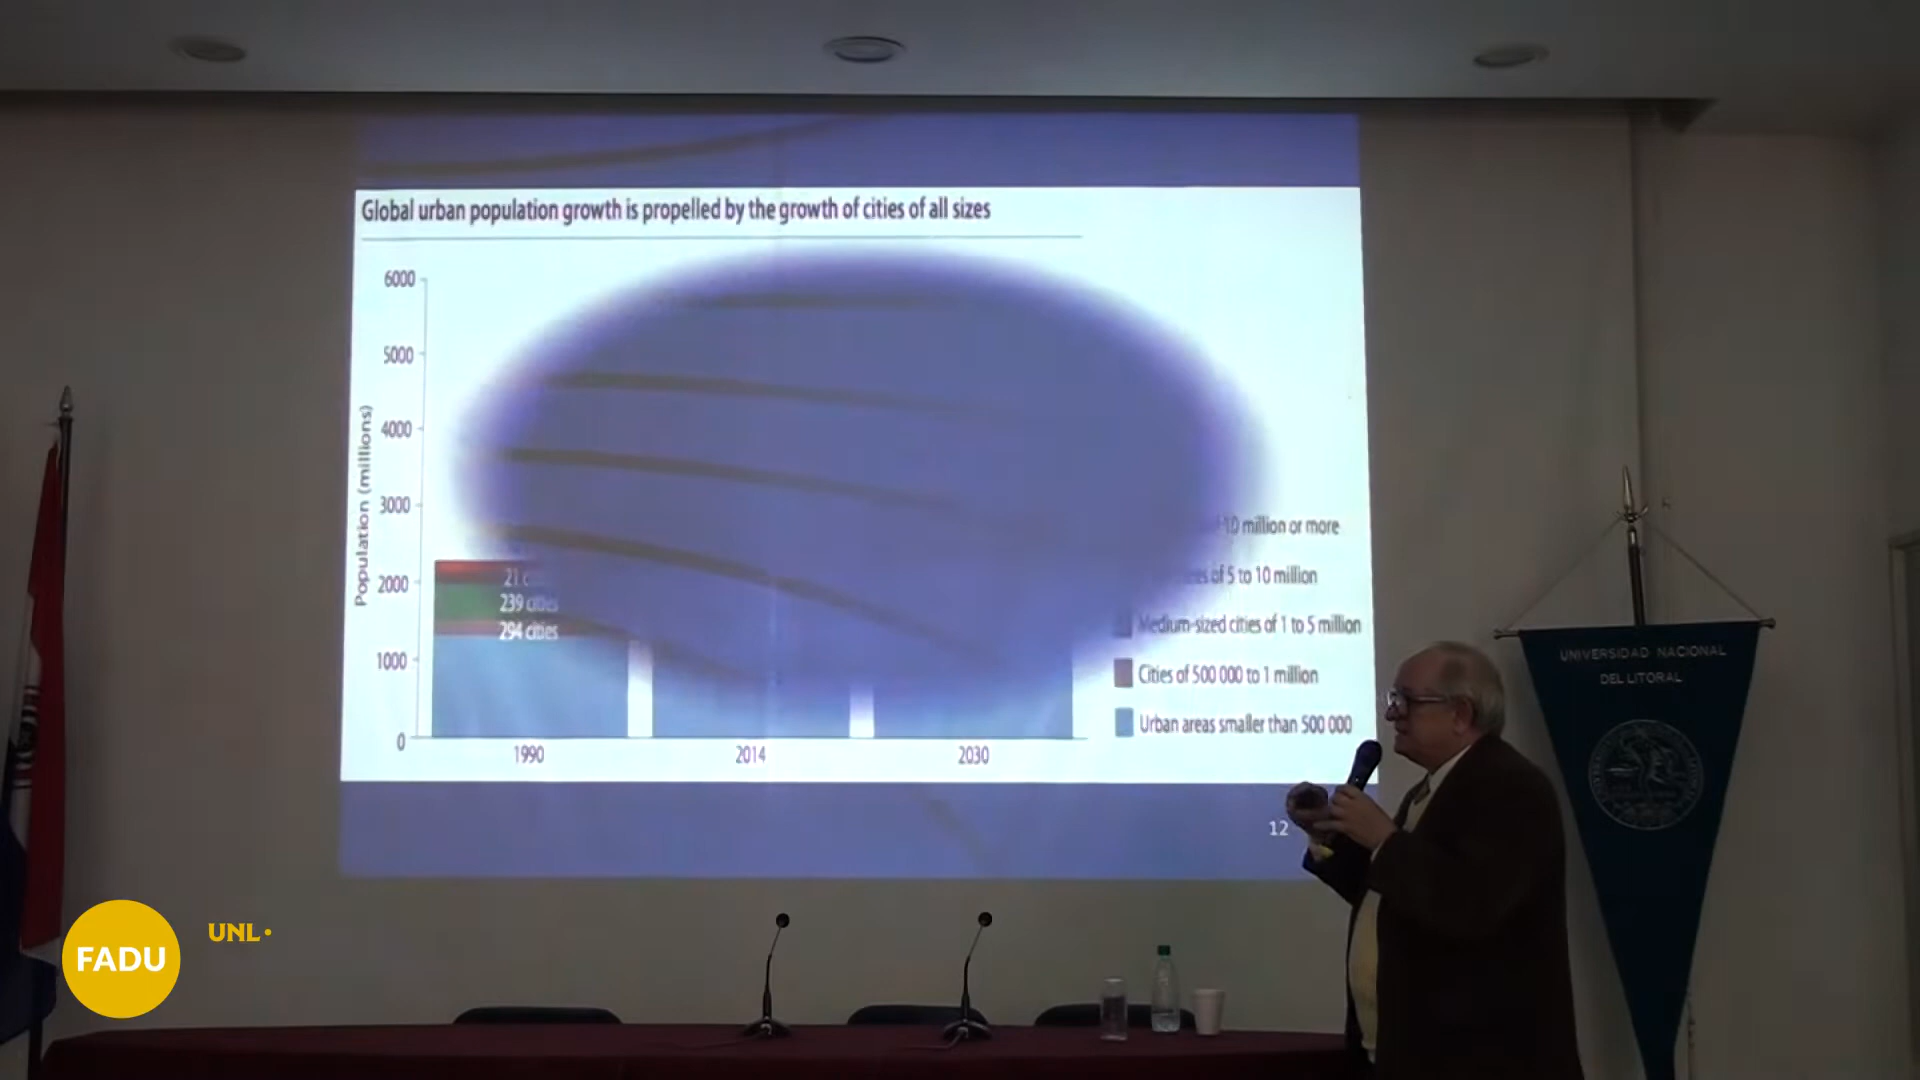 Global urban population growth is propelled by the growth of cities of all sizes
6000
5000
4000
3000
2000
1000
0
Population (millions)
21
239 cities
294 cities
1990
2014
2030
10 million or more
of 5 to 10 million
Medium-sized cities of 1 to 5 million
Cities of 500 000 to 1 million
Urban areas smaller than 500 000
12
UNIVERSIDAD NACIONAL
DEL LITORAL
FADU
UNL